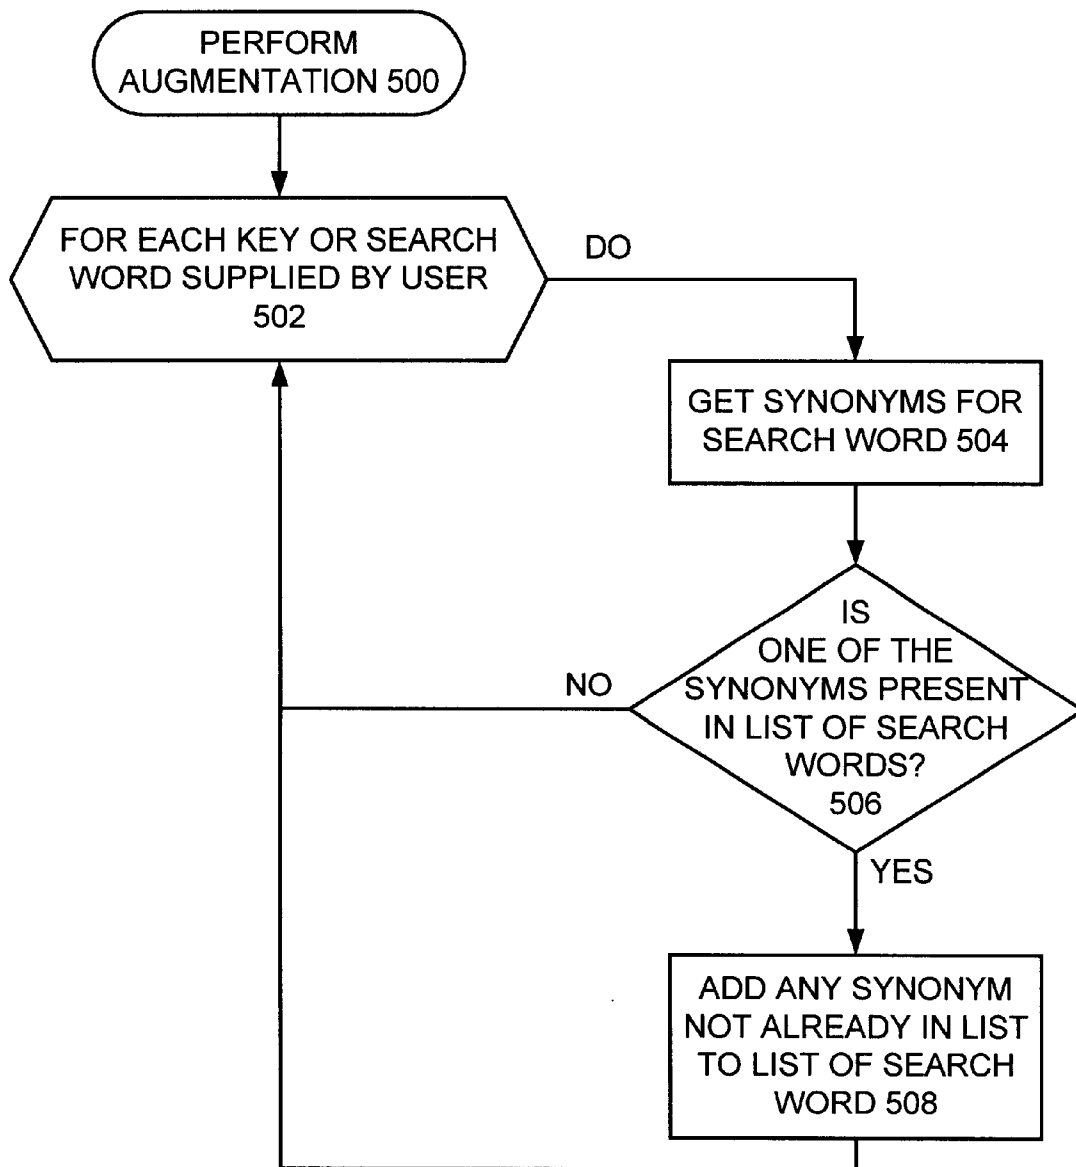 PERFORM
AUGMENTATION 500
FOR EACH KEY OR SEARCH
WORD SUPPLIED BY USER
502
DO
GET SYNONYMS FOR
SEARCH WORD 504
IS
ONE OF THE
SYNONYMS PRESENT
IN LIST OF SEARCH
WORDS?
506
NO
YES
ADD ANY SYNONYM
NOT ALREADY IN LIST
TO LIST OF SEARCH
WORD 508